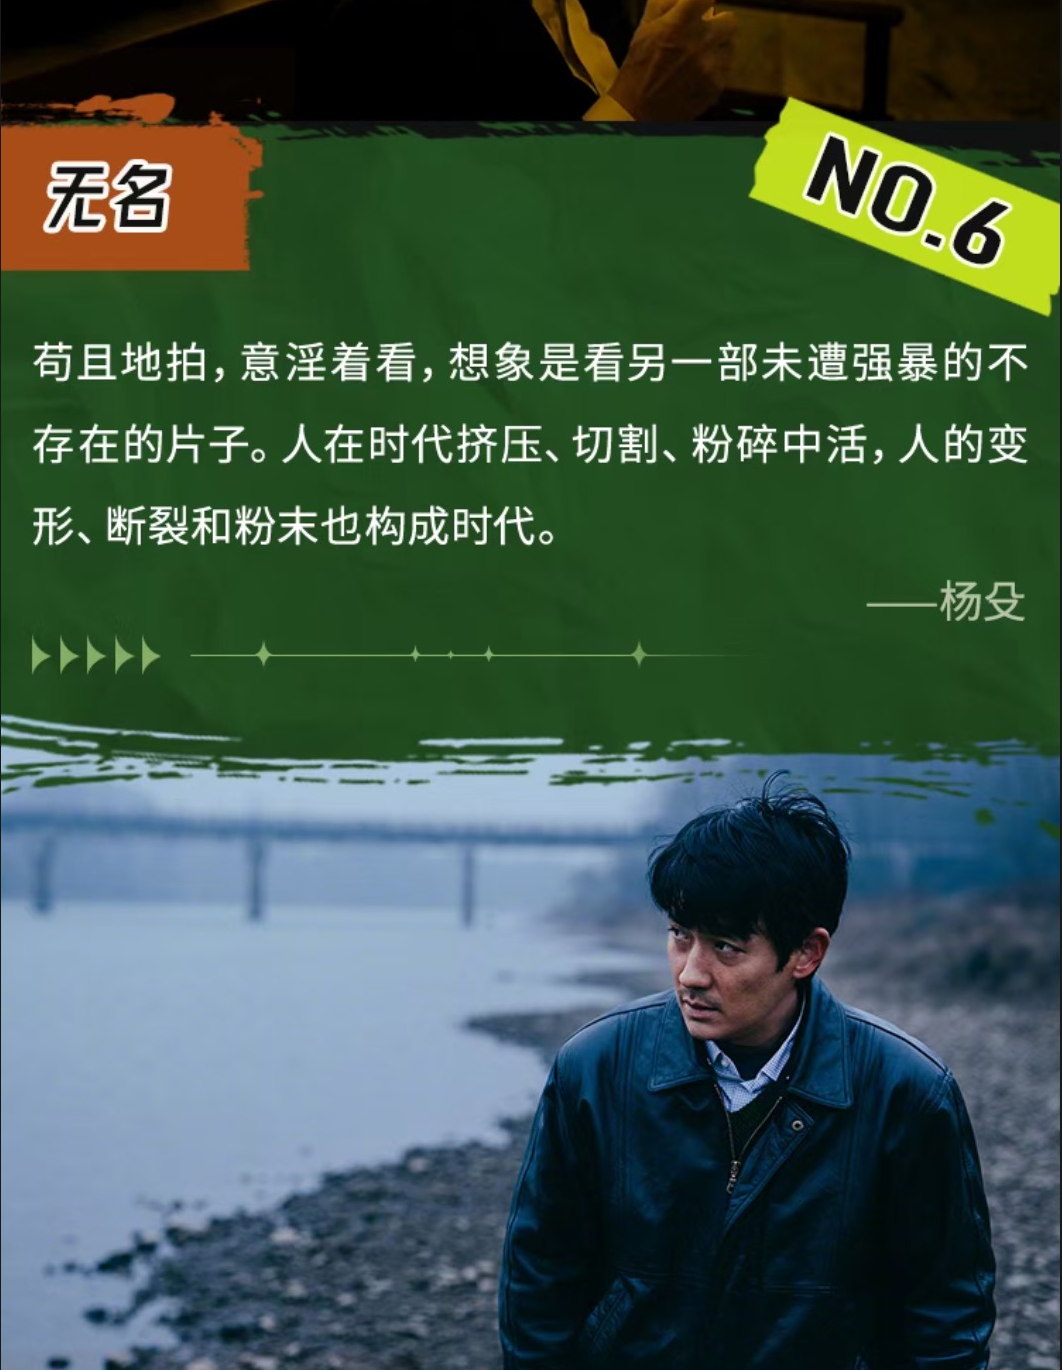 无名
NO.6
苟且地拍，意淫着看，想象是看另一部未遭强暴的不
存在的片子。人在时代挤压、切割、粉碎中活，人的变
形、断裂和粉末也构成时代。
——杨殳